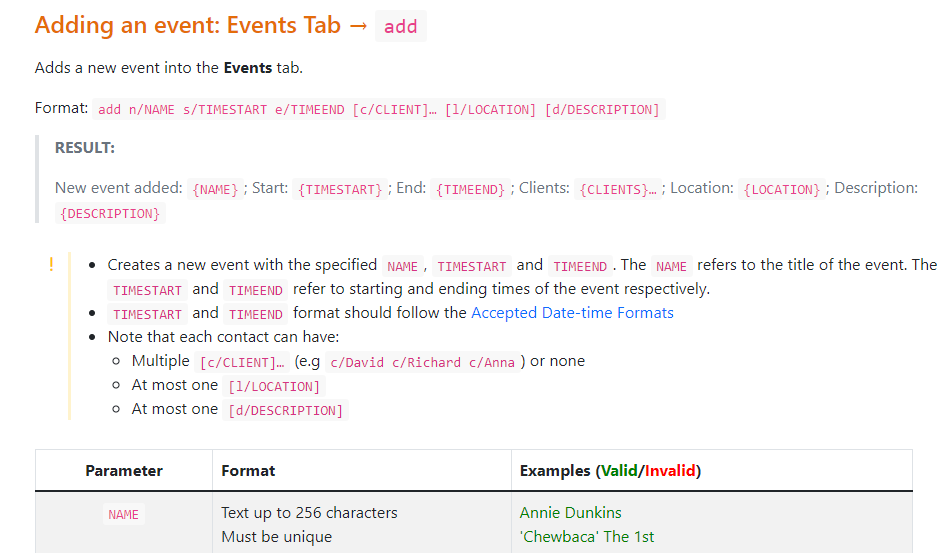 Adding an event: Events Tab → add
Adds a new event into the Events tab.
Format: add n/NAME s/TIMESTART e/TIMEEND [c/CLIENT]… [l/LOCATION] [d/DESCRIPTION]
RESULT:
New event added: {NAME} ; Start: {TIMESTART} ; End: {TIMEEND} ; Clients: {CLIENTS}… ; Location: {LOCATION} ; Description:
{DESCRIPTION}
! • Creates a new event with the specified NAME , TIMESTART and TIMEEND . The NAME refers to the title of the event. The
TIMESTART and TIMEEND refer to starting and ending times of the event respectively.
• TIMESTART and TIMEEND format should follow the Accepted Date-time Formats
• Note that each contact can have:
○ Multiple [c/CLIENT]… (e.g c/David c/Richard c/Anna ) or none
○ At most one [l/LOCATION]
○ At most one [d/DESCRIPTION]
Parameter Format Examples (Valid/Invalid)
NAME Text up to 256 characters Annie Dunkins
Must be unique 'Chewbaca' The 1st